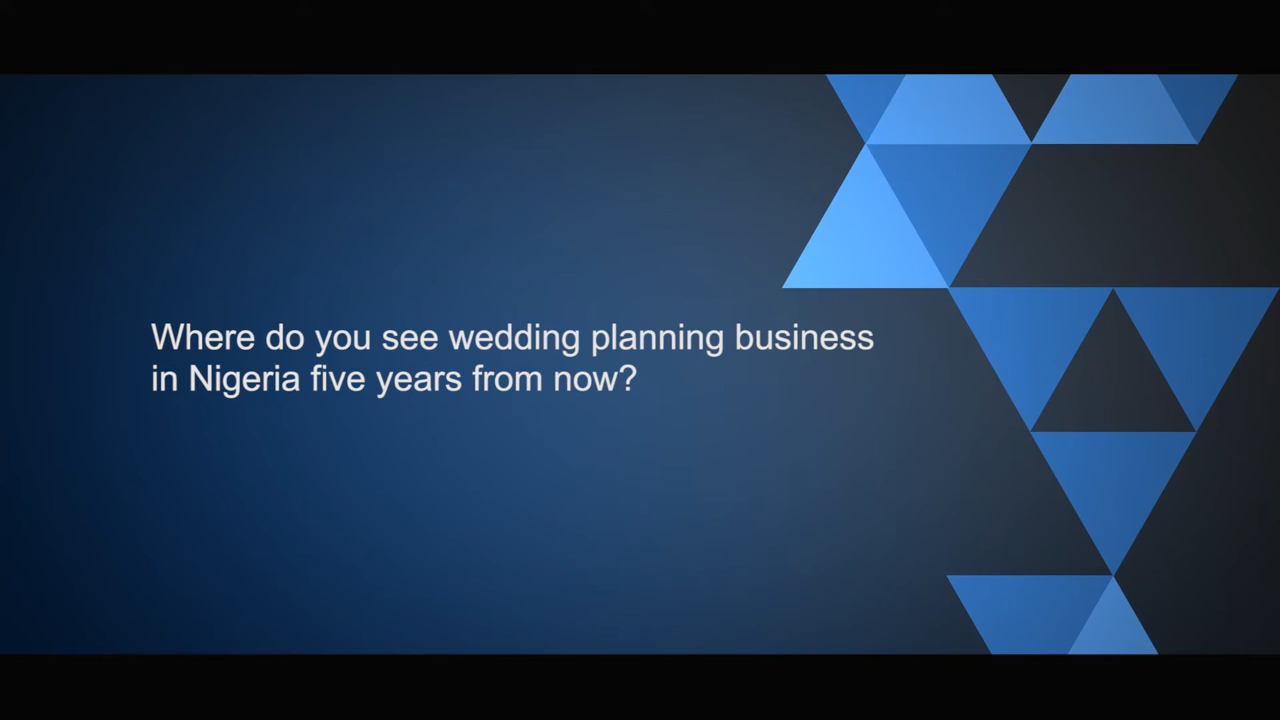 Where do you see wedding planning business
in Nigeria five years from now?